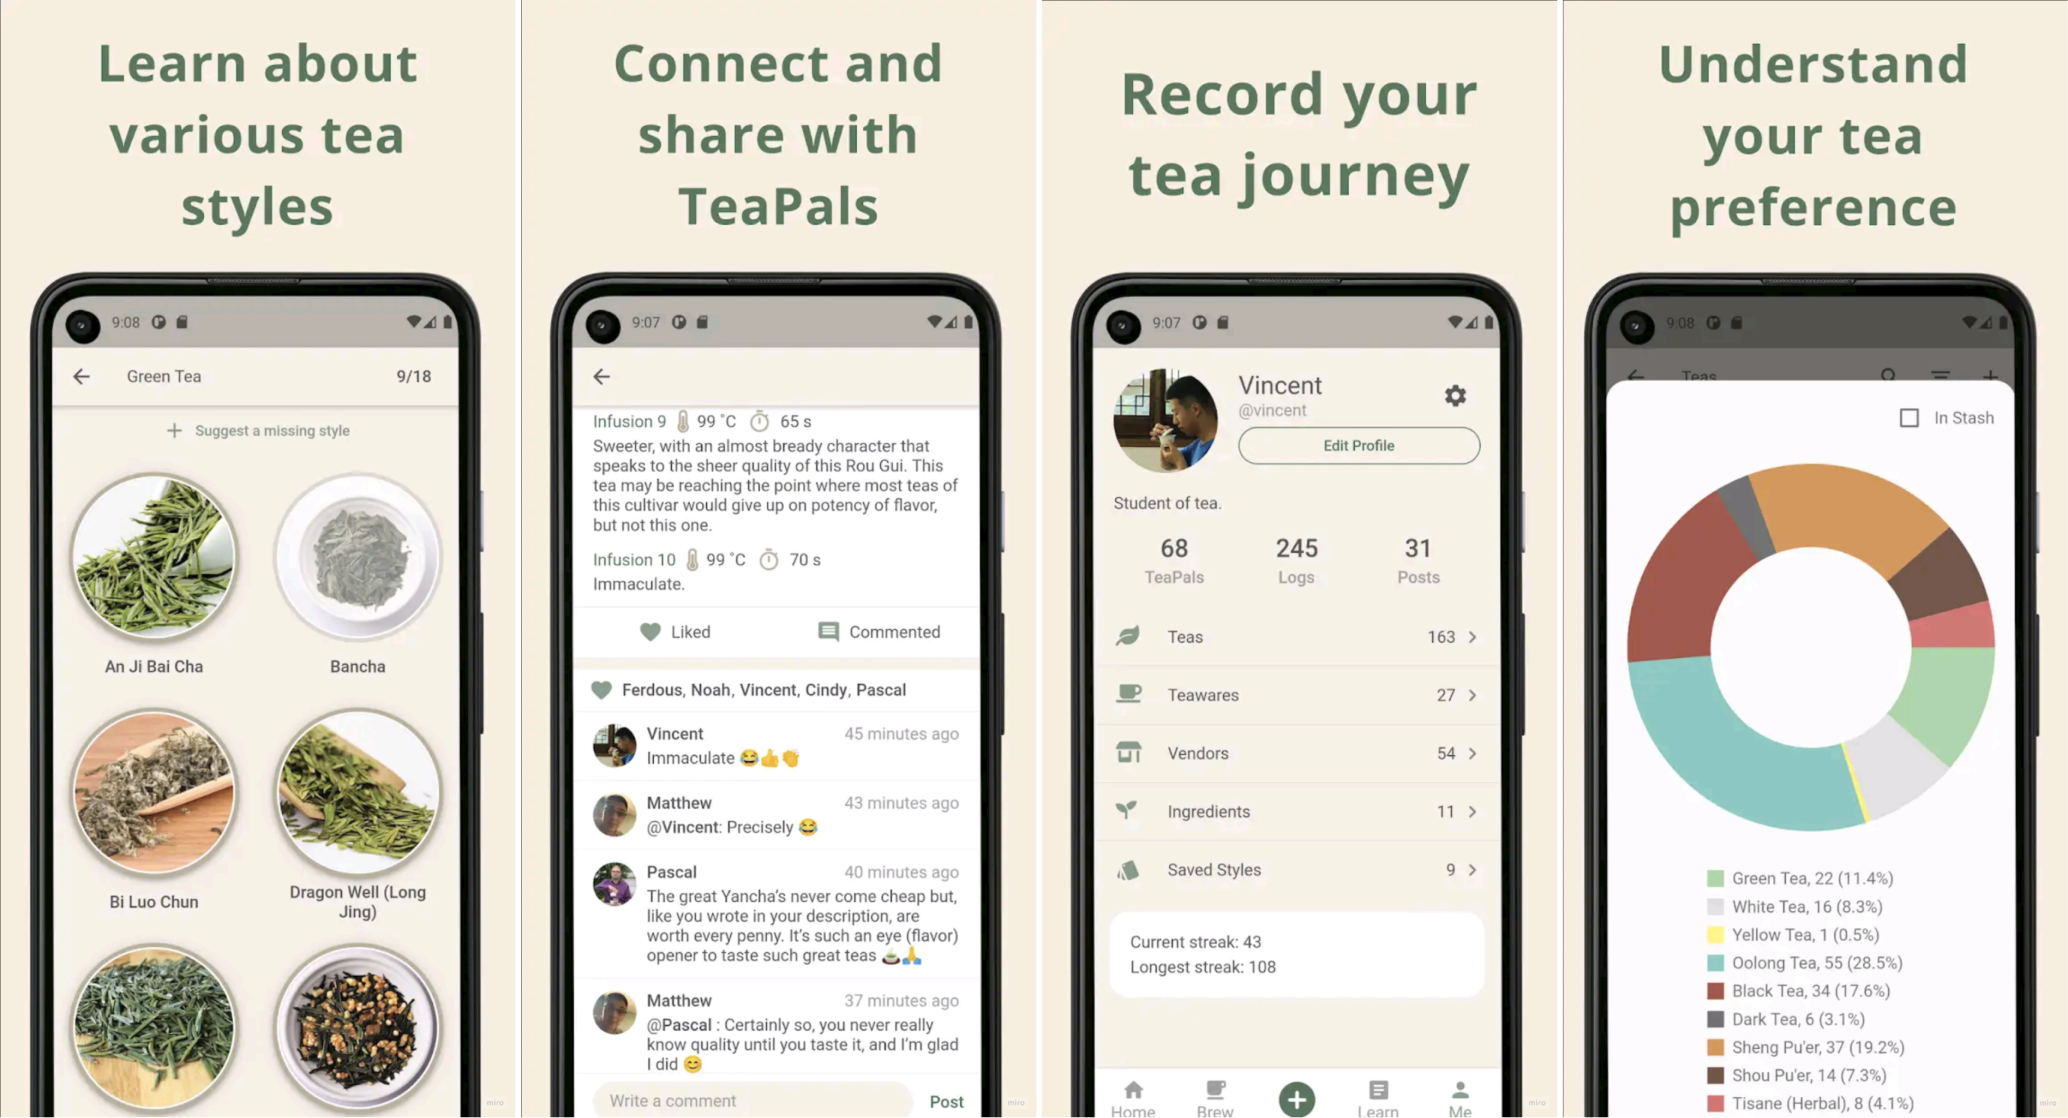 Learn about
various tea
styles
9:08
Green Tea
9/18
+ Suggest a missing style
An Ji Bai Cha
Bancha
Bi Luo Chun
Dragon Well (Long
Jing)
miro
Connect and
share with
TeaPals
9:07
Infusion 9 99 °C 65 s
Sweeter, with an almost bready character that
speaks to the sheer quality of this Rou Gui. This
tea may be reaching the point where most teas of
this cultivar would give up on potency of flavor,
but not this one.
Infusion 10 99 °C 70 s
Immaculate.
Liked
Commented
Ferdous, Noah, Vincent, Cindy, Pascal
Vincent 45 minutes ago
Immaculate 😂👍👏
Matthew 43 minutes ago
@Vincent: Precisely 😂
Pascal 40 minutes ago
The great Yancha's never come cheap but,
like you wrote in your description, are
worth every penny. It's such an eye (flavor)
opener to taste such great teas 🍵🙏
Matthew 37 minutes ago
@Pascal : Certainly so, you never really
know quality until you taste it, and I'm glad
I did 😊
Write a comment
Post
miro
Record your
tea journey
9:07
Vincent
@vincent
Edit Profile
Student of tea.
68 245 31
TeaPals Logs Posts
Teas 163
Teawares 27
Vendors 54
Ingredients 11
Saved Styles 9
Current streak: 43
Longest streak: 108
Home Brew Learn Me
miro
Understand
your tea
preference
9:08
Teas
In Stash
Green Tea, 22 (11.4%)
White Tea, 16 (8.3%)
Yellow Tea, 1 (0.5%)
Oolong Tea, 55 (28.5%)
Black Tea, 34 (17.6%)
Dark Tea, 6 (3.1%)
Sheng Pu'er, 37 (19.2%)
Shou Pu'er, 14 (7.3%)
Tisane (Herbal), 8 (4.1%)
miro